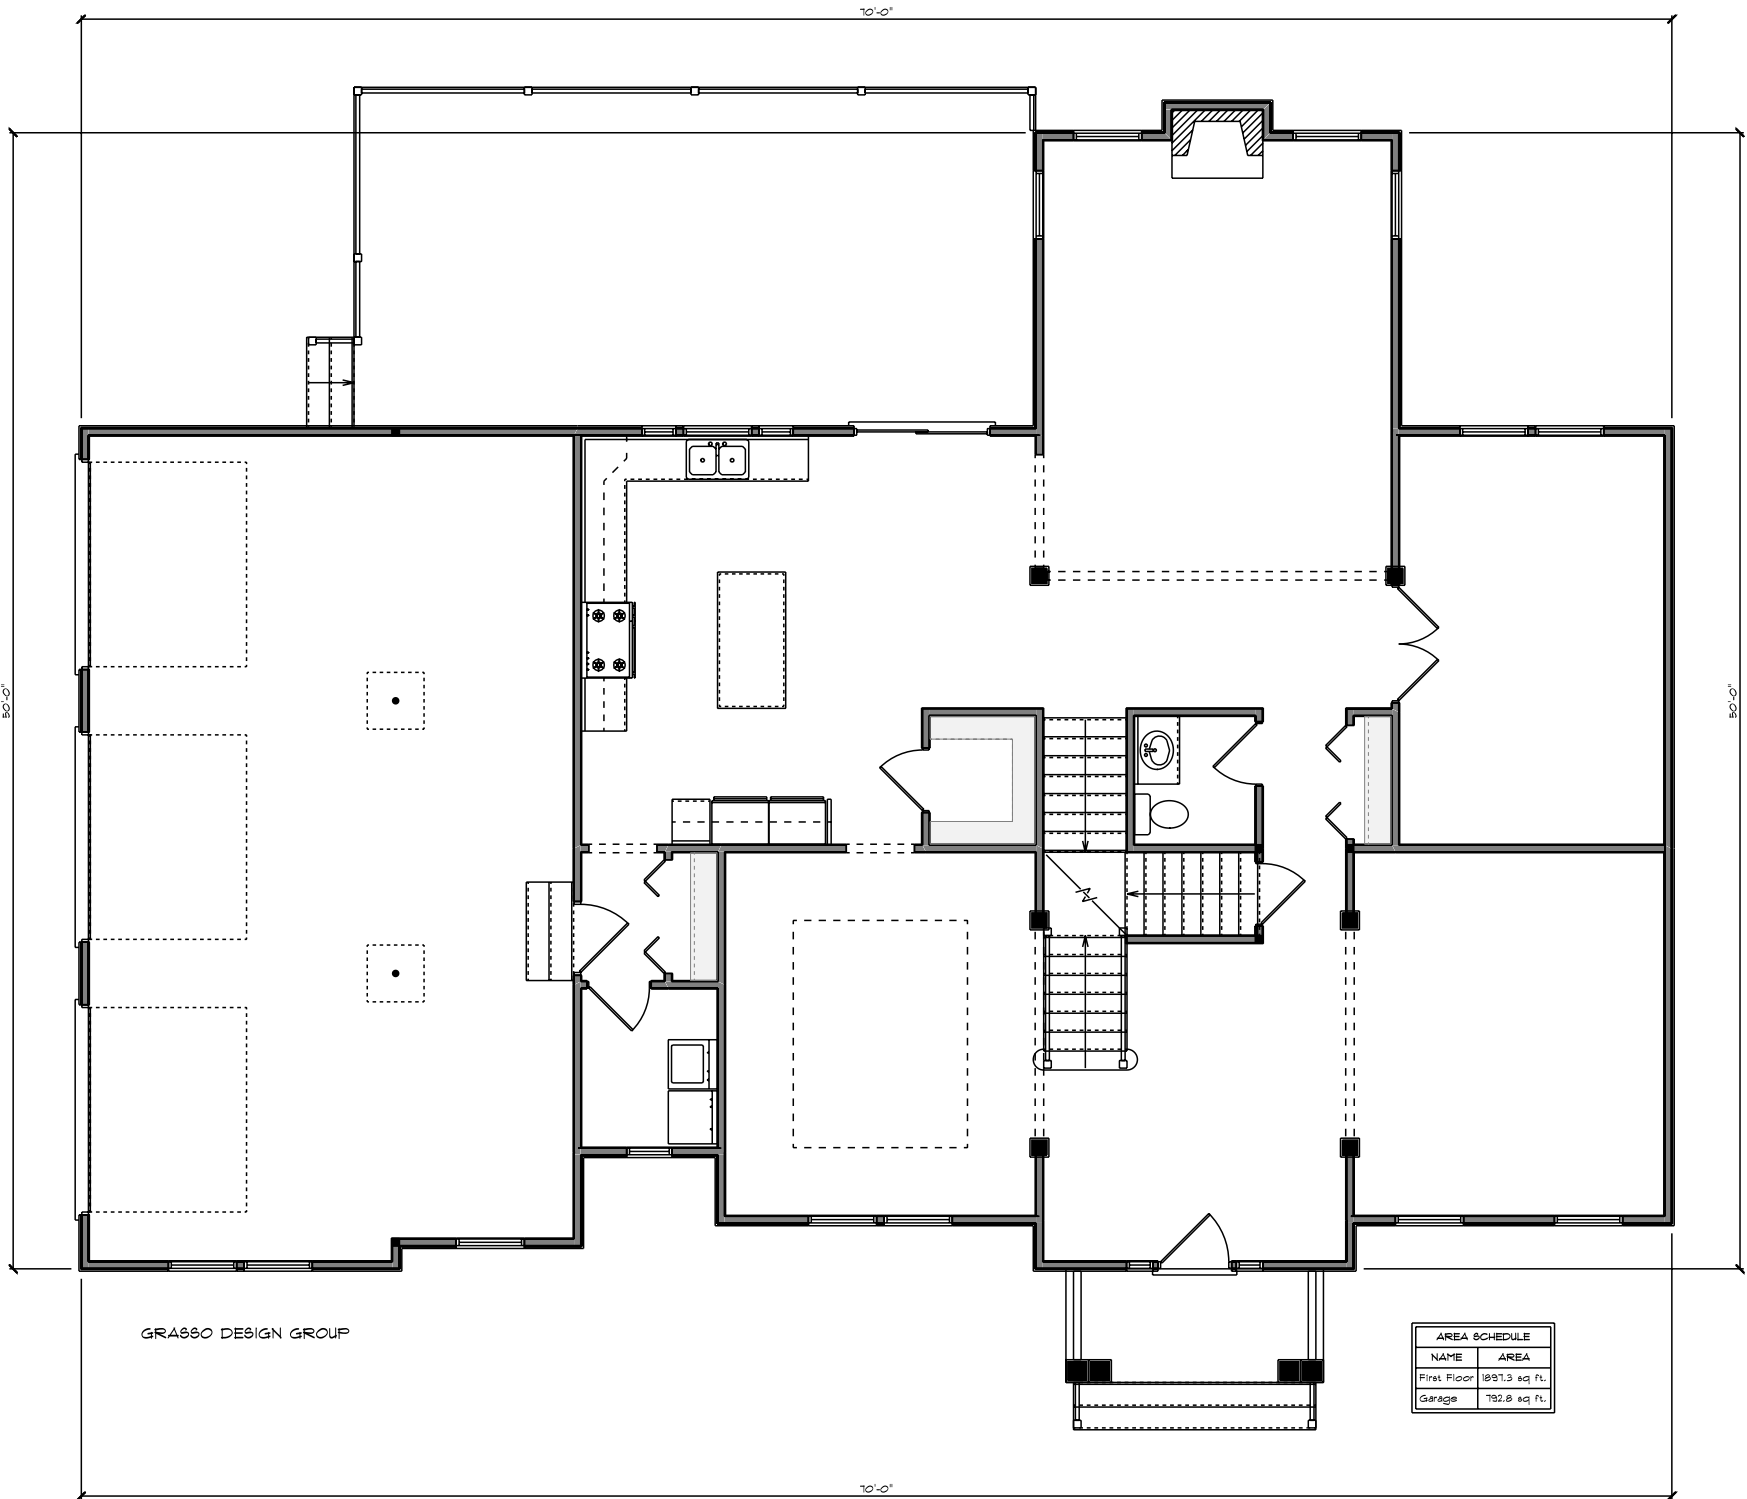 70'-0"
50'-0"
50'-0"
GRASSO DESIGN GROUP
AREA SCHEDULE
NAME AREA
First Floor 1897.3 sq ft.
Garage 792.8 sq ft.
70'-0"